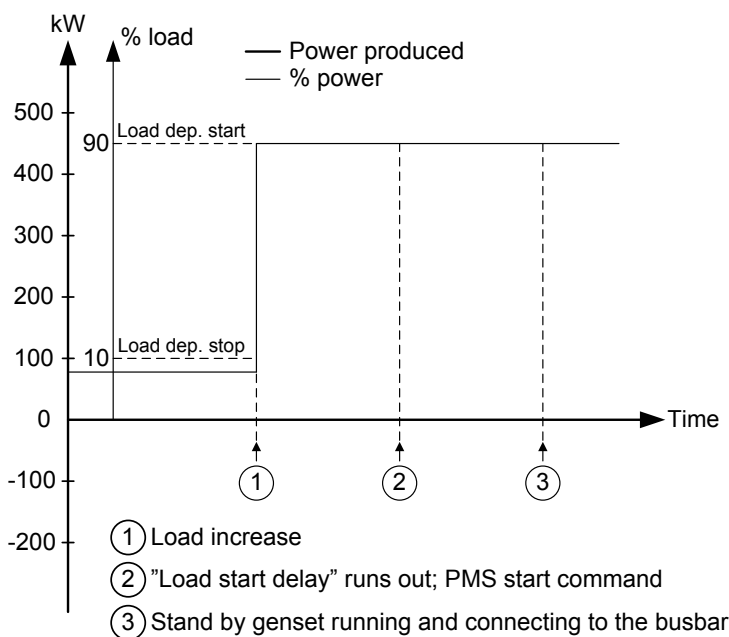 kW
% load
Power produced
% power
500
Load dep. start
90
400
300
200
Load dep. stop
100
10
0
Time
-100
1
2
3
-200
1 Load increase
2 "Load start delay" runs out; PMS start command
3 Stand by genset running and connecting to the busbar